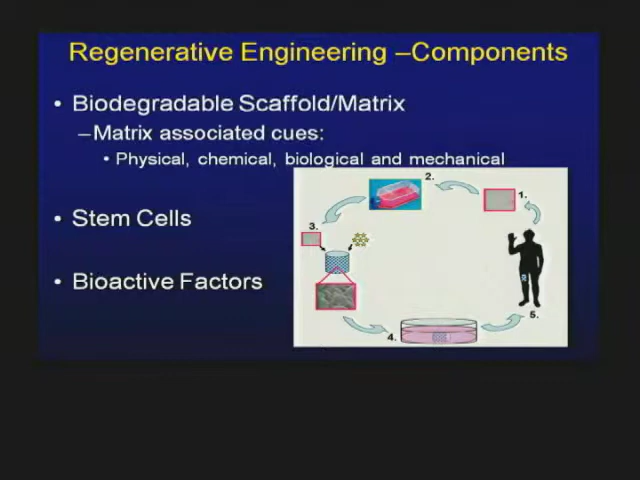 Regenerative Engineering –Components
• Biodegradable Scaffold/Matrix
–Matrix associated cues:
• Physical, chemical, biological and mechanical
• Stem Cells
• Bioactive Factors
2.
1.
3.
5.
4.